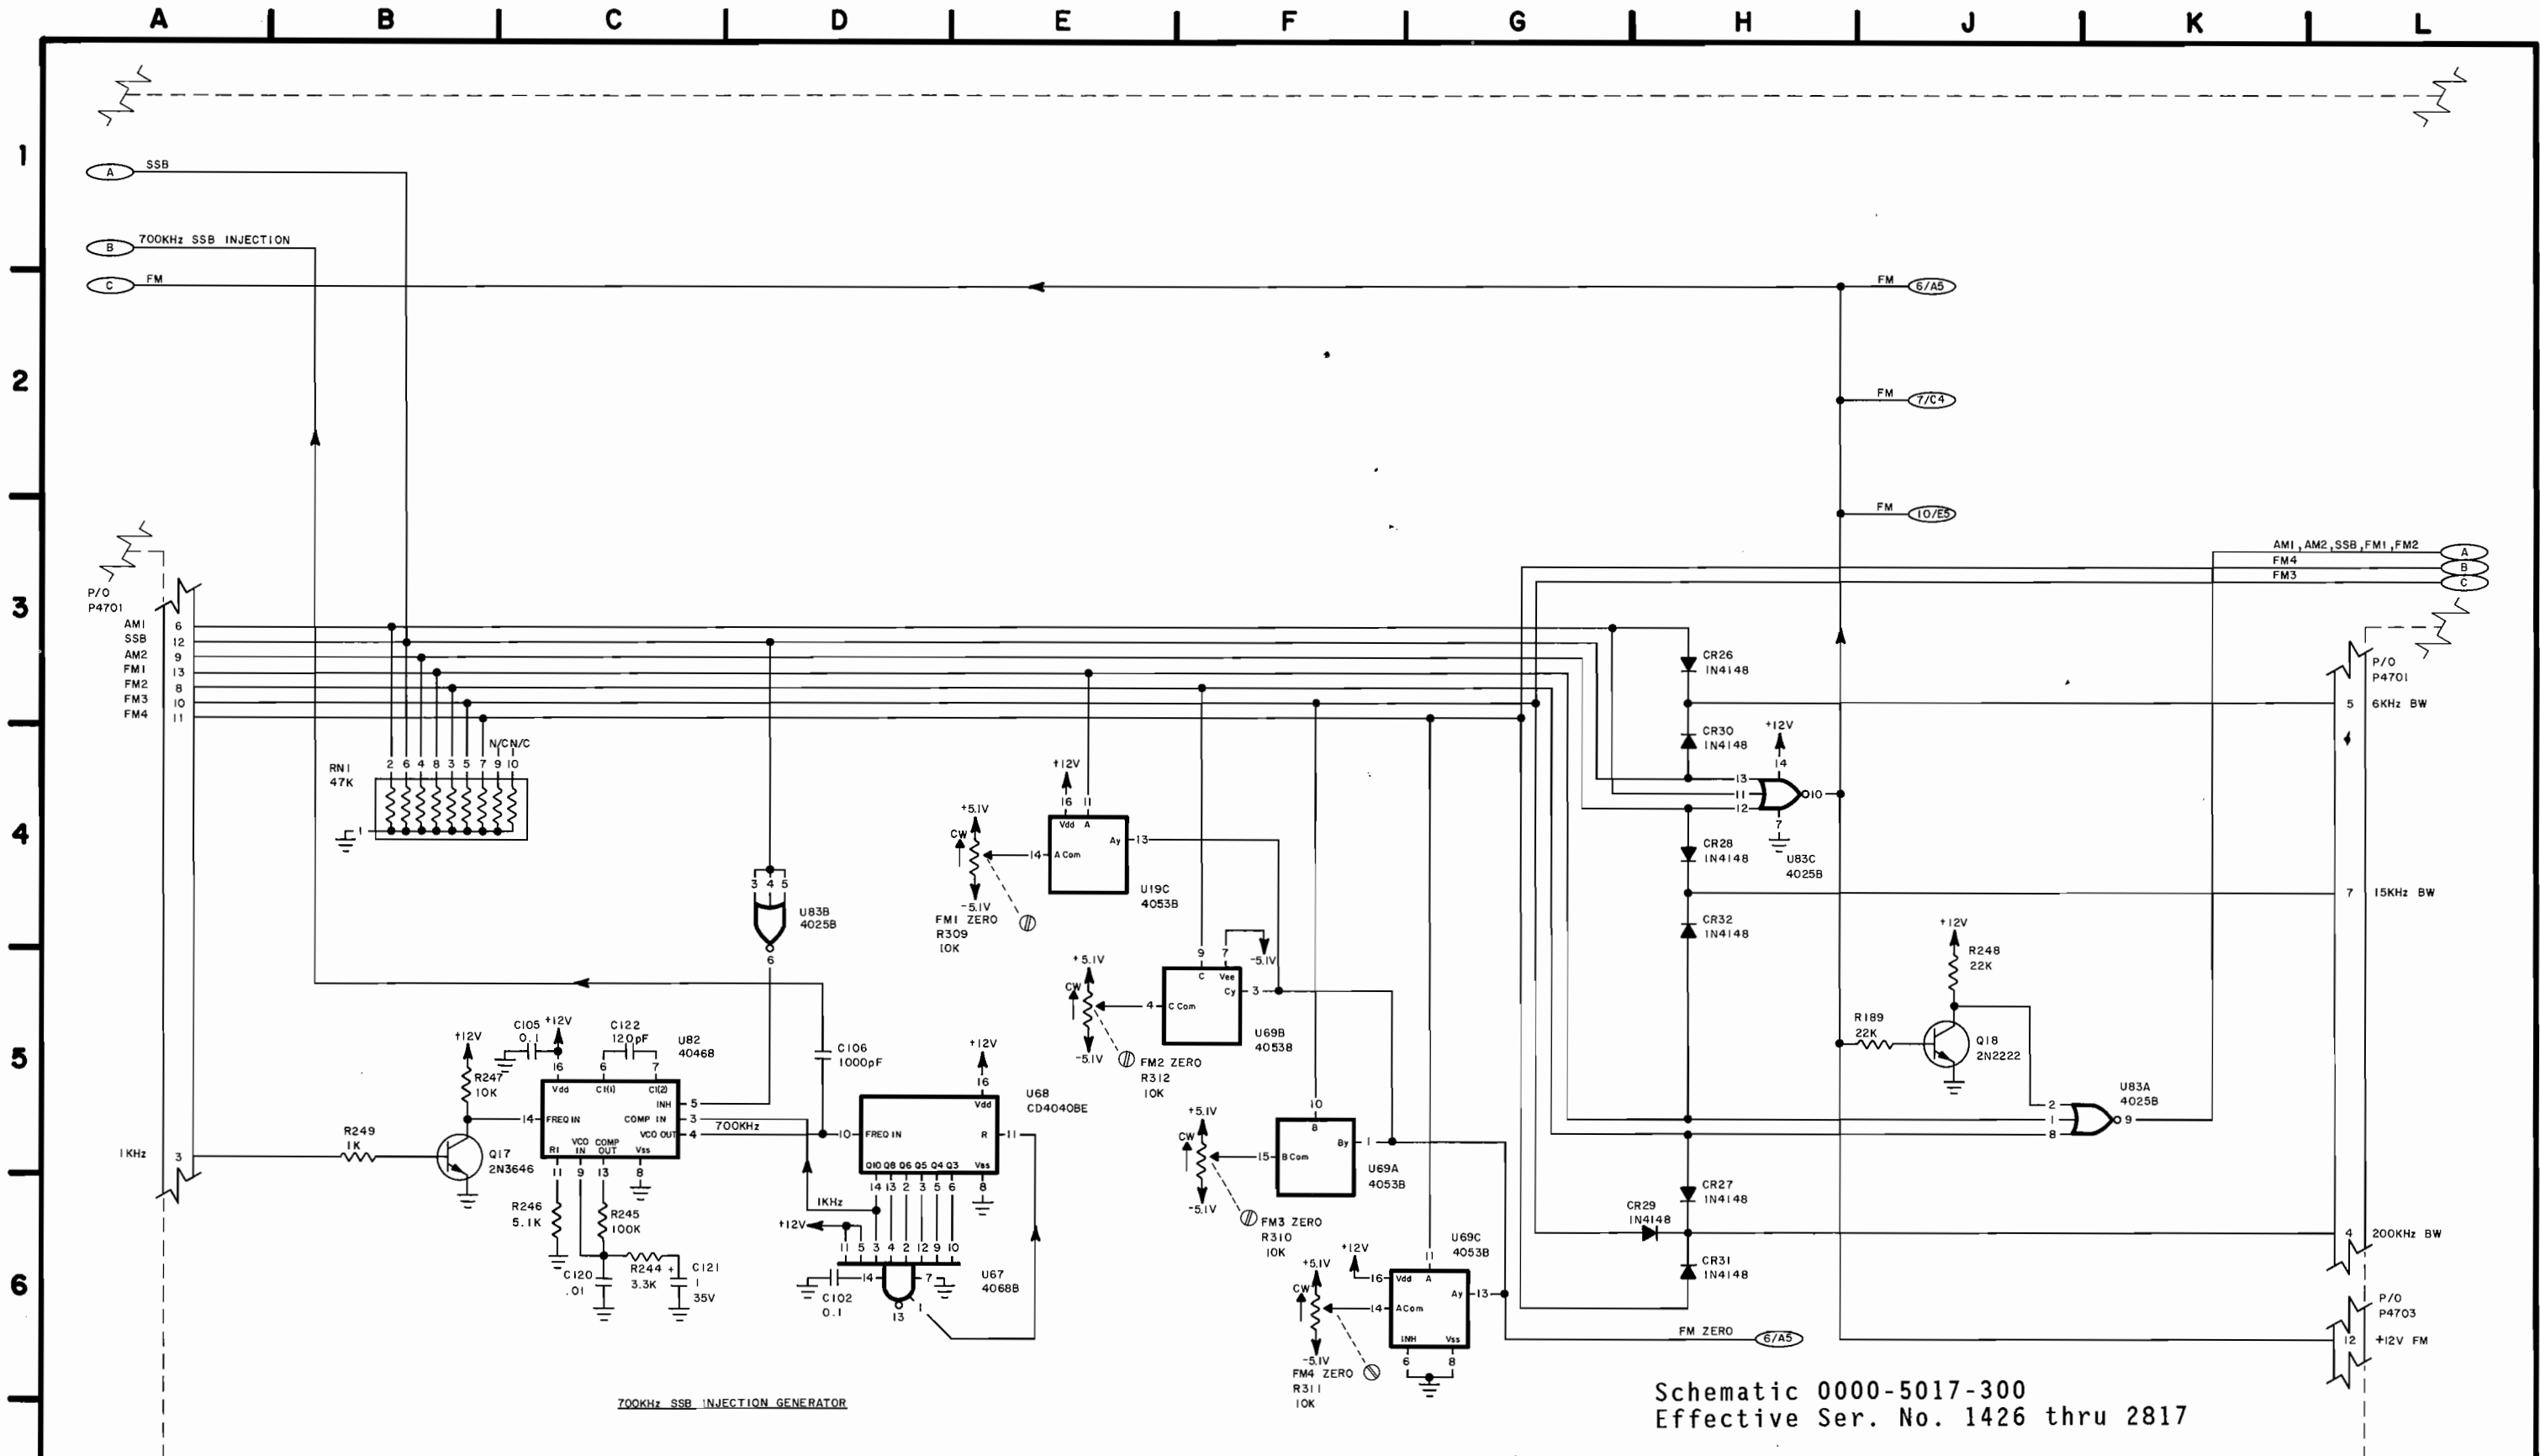 A B C D E F G H J K L
1
A SSB
B 700KHz SSB INJECTION
C FM
FM 6/A5
2
FM 7/C4
FM 10/E5
AM1,AM2,SSB,FM1,FM2 A
FM4 B
FM3 C
3
P/O
P4701
AM1 6
SSB 12
AM2 9
FM1 13
FM2 8
FM3 10
FM4 11
CR26
1N4148
P/O
P4701
5 6KHz BW
N/C N/C
RN1
47K
2 6 4 8 3 5 7 9 10
1
CR30
1N4148
+12V
14
13
11
12
10
7
U83C
4025B
4
+12V
16 11
Vdd A
+5.1V
CW
14 A Com
Ay 13
-5.1V
U19C
4053B
FM1 ZERO
R309
10K
CR28
1N4148
7 15KHz BW
CR32
1N4148
3 4 5
U83B
4025B
6
9 7
-5.1V
C Vee
+5.1V
CW
4 C Com
Cy 3
-5.1V
U69B
4053B
FM2 ZERO
R312
10K
+12V
R248
22K
R189
22K
Q18
2N2222
5
+12V
R247
10K
C105
0.1
+12V
16
C122
120pF
6 7
U82
4046B
Vdd C1(1) C1(2)
INH 5
14 FREQ IN
COMP IN 3
VCO OUT 4
700KHz
R1 VCO IN COMP OUT Vss
11 9 13 8
1KHz 3
R249
1K
Q17
2N3646
C106
1000pF
+12V
16
U68
CD4040BE
Vdd
10 FREQ IN
R 11
Q10 Q8 Q6 Q5 Q4 Q3 Vss
14 13 2 3 5 6 8
10
B
+5.1V
CW
15 B Com
By 1
-5.1V
U69A
4053B
FM3 ZERO
R310
10K
2
1
8
9
U83A
4025B
R246
5.1K
R245
100K
1KHz
+12V
11 5 3 4 2 12 9 10
C120
.01
R244
3.3K
+ C121
1
35V
C102
0.1
14 7
13 1
U67
4068B
CR27
1N4148
CR29
1N4148
4 200KHz BW
CR31
1N4148
6
+12V
11
U69C
4053B
16 Vdd A
+5.1V
CW
14 A Com
Ay 13
INH Vss
6 8
-5.1V
FM4 ZERO
R311
10K
FM ZERO 6/A5
P/O
P4703
12 +12V FM
700KHz SSB INJECTION GENERATOR
Schematic 0000-5017-300
Effective Ser. No. 1426 thru 2817